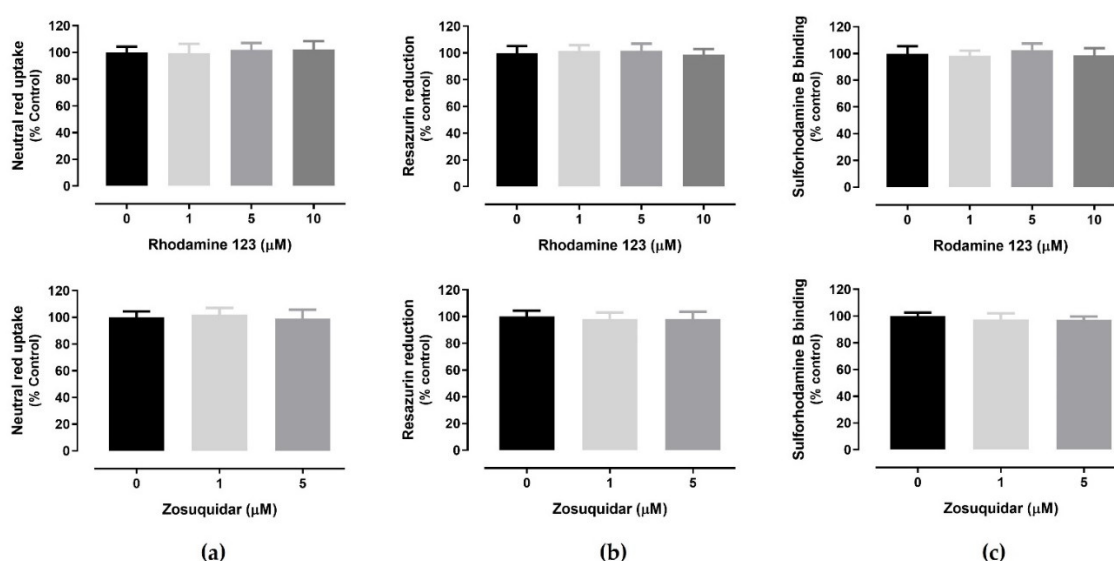 Neutral red uptake
(% Control)
120
100
80
60
40
20
0
0 1 5 10
Rhodamine 123 (μM)
Resazurin reduction
(% control)
120
100
80
60
40
20
0
0 1 5 10
Rhodamine 123 (μM)
Sulforhodamine B binding
(% control)
120
100
80
60
40
20
0
0 1 5 10
Rodamine 123 (μM)
Neutral red uptake
(% Control)
120
100
80
60
40
20
0
0 1 5
Zosuquidar (μM)
Resazurin reduction
(% control)
120
100
80
60
40
20
0
0 1 5
Zosuquidar (μM)
Sulforhodamine B binding
(% control)
120
100
80
60
40
20
0
0 1 5
Zosuquidar (μM)
(a)
(b)
(c)